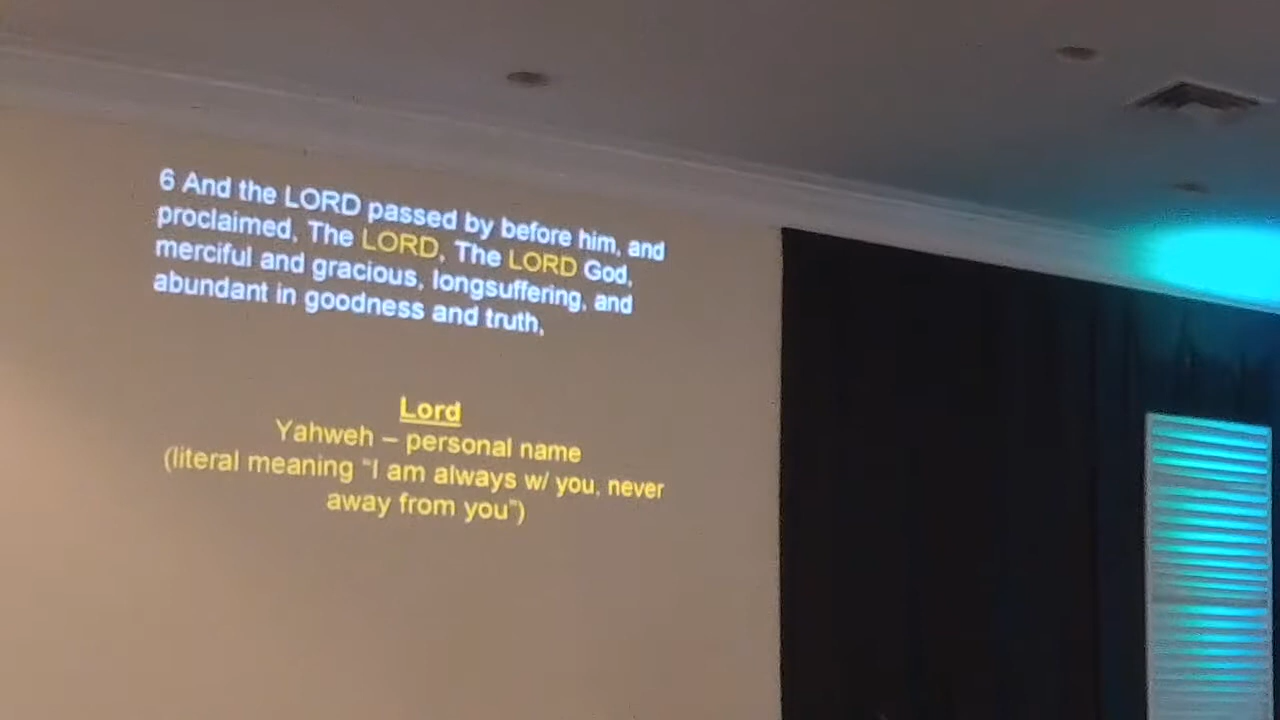 6 And the LORD passed by before him, and
proclaimed, The LORD, The LORD God,
merciful and gracious, longsuffering, and
abundant in goodness and truth,
Lord
Yahweh – personal name
(literal meaning "I am always w/ you, never
away from you")